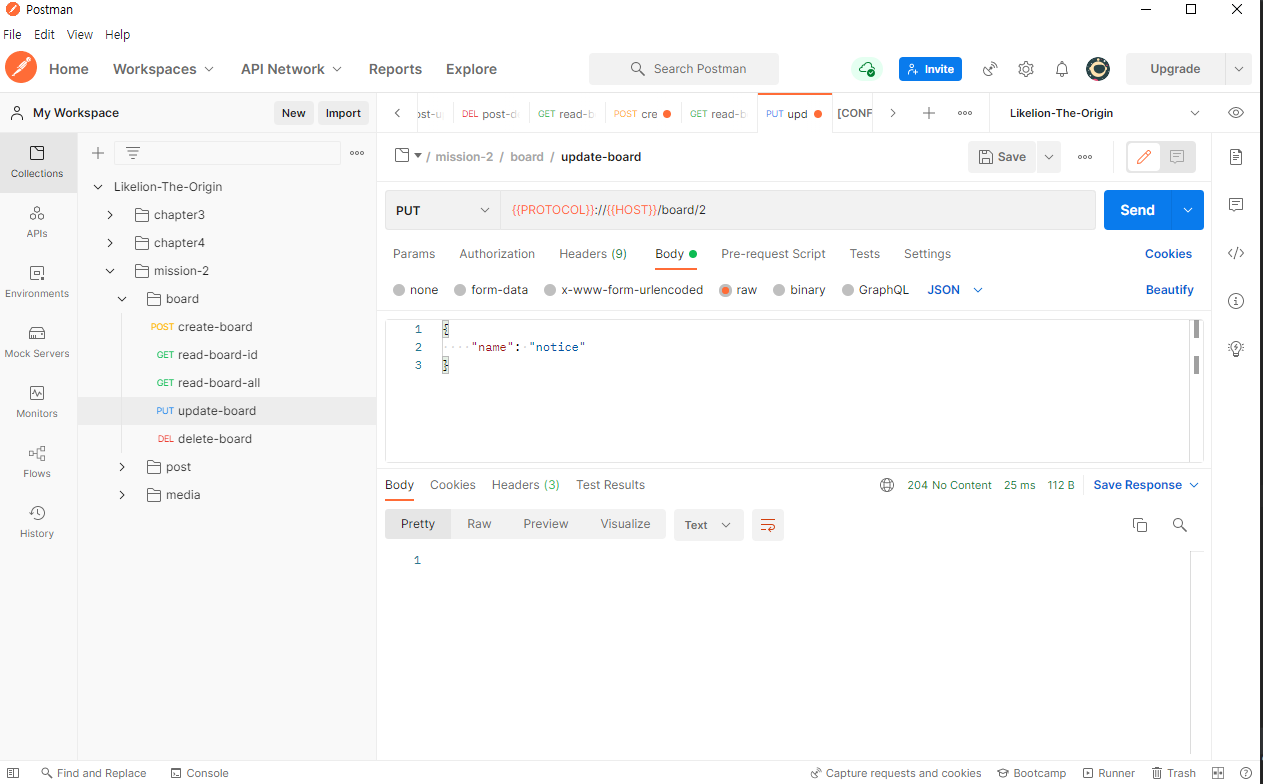 Postman
File Edit View Help
Home Workspaces API Network Reports Explore Search Postman Invite Upgrade
My Workspace New Import
ost-u DEL post-d GET read-b POST cre GET read-b PUT upd [CONF Likelion-The-Origin
Collections
APIs
Environments
Mock Servers
Monitors
Flows
History
Likelion-The-Origin
chapter3
chapter4
mission-2
board
POST create-board
GET read-board-id
GET read-board-all
PUT update-board
DEL delete-board
post
media
/ mission-2 / board / update-board Save
PUT {{PROTOCOL}}://{{HOST}}/board/2 Send
Params Authorization Headers (9) Body Pre-request Script Tests Settings Cookies
none form-data x-www-form-urlencoded raw binary GraphQL JSON Beautify
1 {
2 ····"name":·"notice"
3 }
Body Cookies Headers (3) Test Results 204 No Content 25 ms 112 B Save Response
Pretty Raw Preview Visualize Text
1
Find and Replace Console Capture requests and cookies Bootcamp Runner Trash